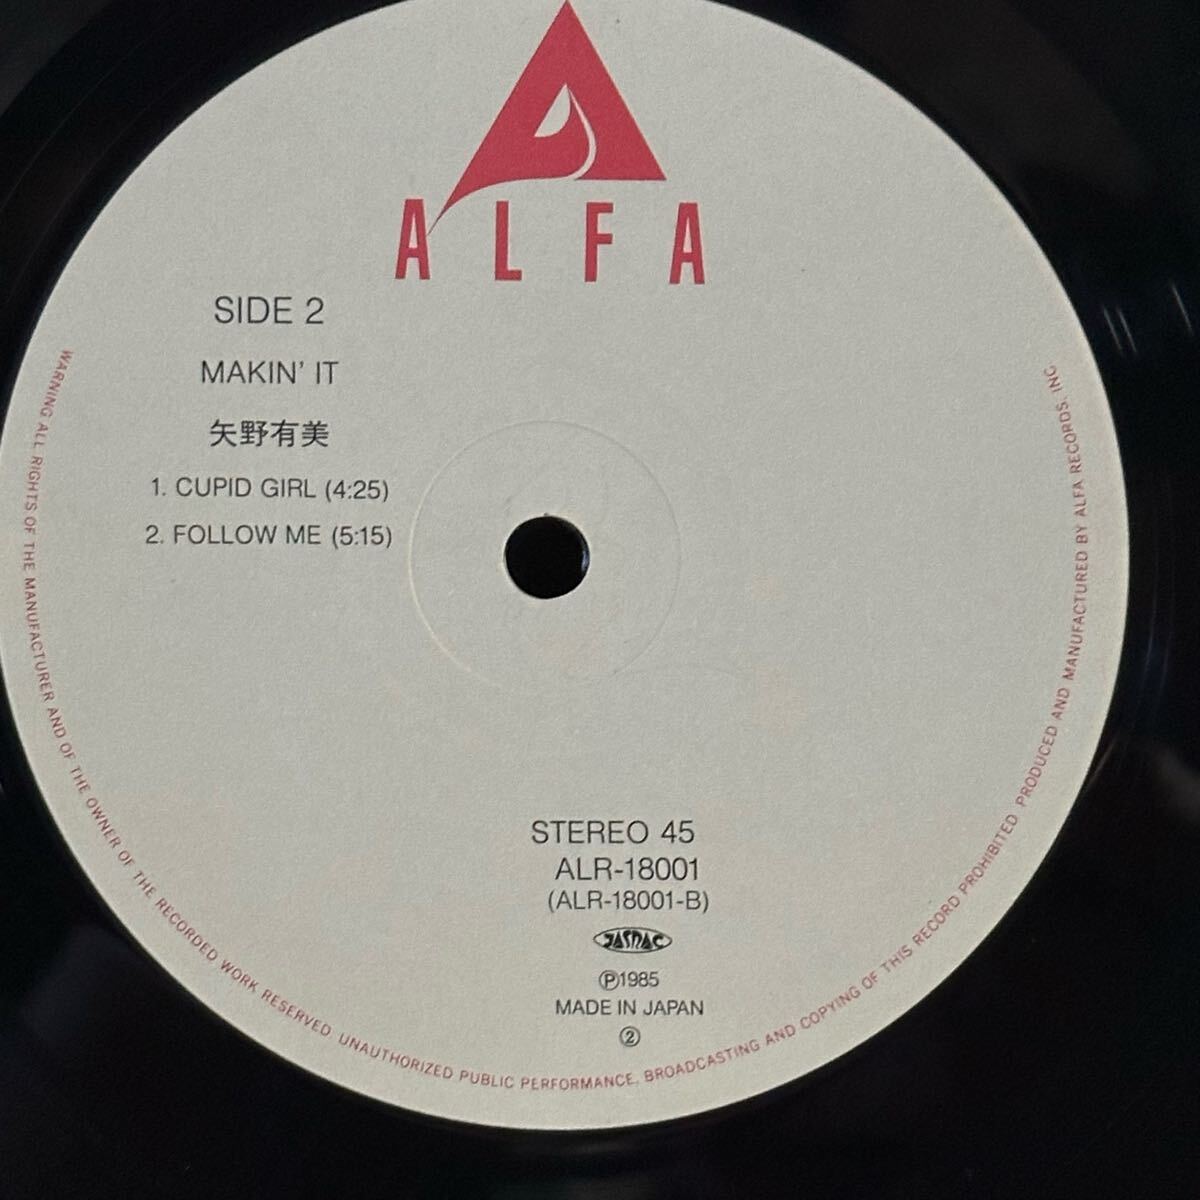 ALFA
SIDE 2
MAKIN' IT
矢野有美
1. CUPID GIRL (4:25)
2. FOLLOW ME (5:15)
STEREO 45
ALR-18001
(ALR-18001-B)
JASRAC
Ⓟ1985
MADE IN JAPAN
②
WARNING ALL RIGHTS OF THE MANUFACTURER AND OF THE OWNER OF THE RECORDED WORK RESERVED. UNAUTHORIZED PUBLIC PERFORMANCE. BROADCASTING AND COPYING OF THIS RECORD PROHIBITED. PRODUCED AND MANUFACTURED BY ALFA RECORDS. INC